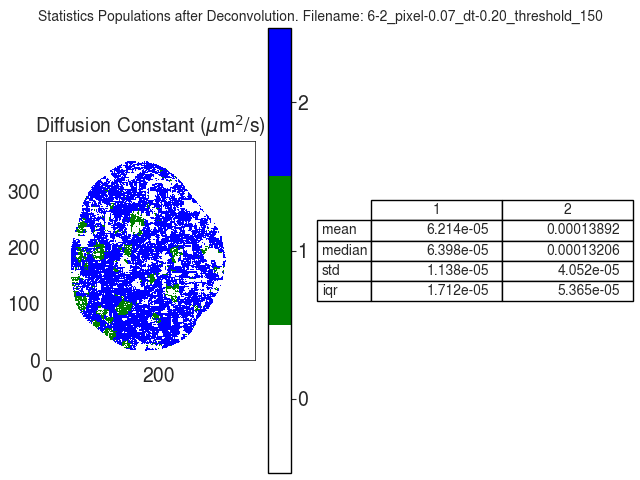 Statistics Populations after Deconvolution. Filename: 6-2_pixel-0.07_dt-0.20_threshold_150
Diffusion Constant (μm²/s)
300
200
100
0
0 200
2
1
0
1 2
mean 6.214e-05 0.00013892
median 6.398e-05 0.00013206
std 1.138e-05 4.052e-05
iqr 1.712e-05 5.365e-05